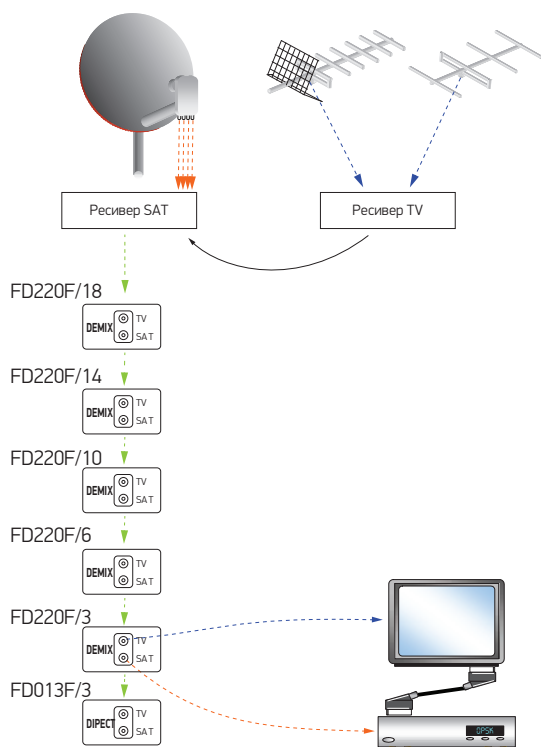 Ресивер SAT
Ресивер TV
FD220F/18
DEMIX
TV
SAT
FD220F/14
DEMIX
TV
SAT
FD220F/10
DEMIX
TV
SAT
FD220F/6
DEMIX
TV
SAT
FD220F/3
DEMIX
TV
SAT
FD013F/3
DIPECT
TV
SAT
QPSK